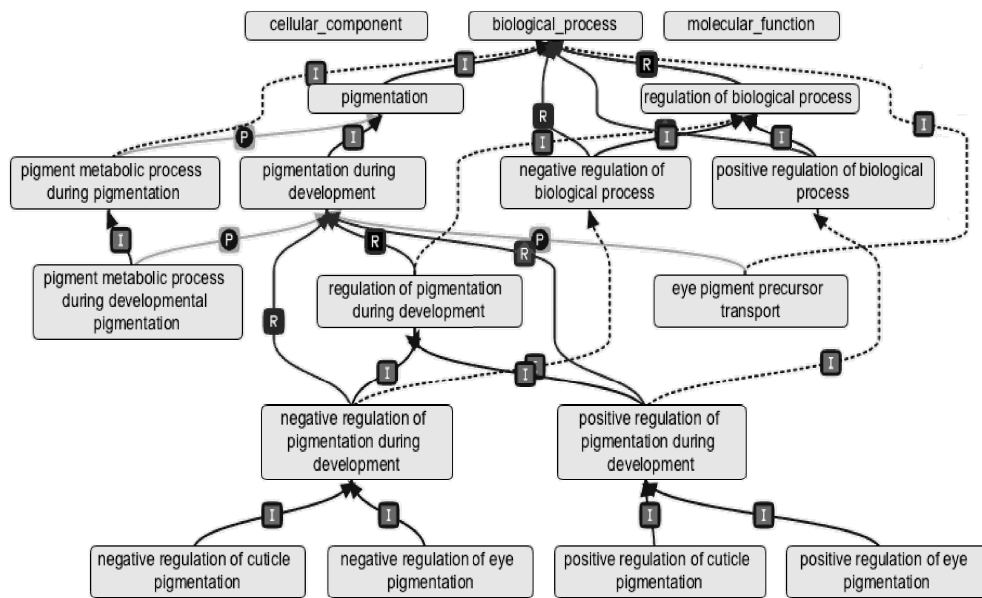 cellular_component
biological_process
molecular_function
I
I
R
pigmentation
regulation of biological process
R
I
P
I
I
I
I
pigment metabolic process
during pigmentation
pigmentation during
development
negative regulation of
biological process
positive regulation of biological
process
I
P
R
R
P
pigment metabolic process
during developmental
pigmentation
regulation of pigmentation
during development
eye pigment precursor
transport
R
I
I
I
negative regulation of
pigmentation during
development
positive regulation of
pigmentation during
development
I
I
I
I
negative regulation of cuticle
pigmentation
negative regulation of eye
pigmentation
positive regulation of cuticle
pigmentation
positive regulation of eye
pigmentation